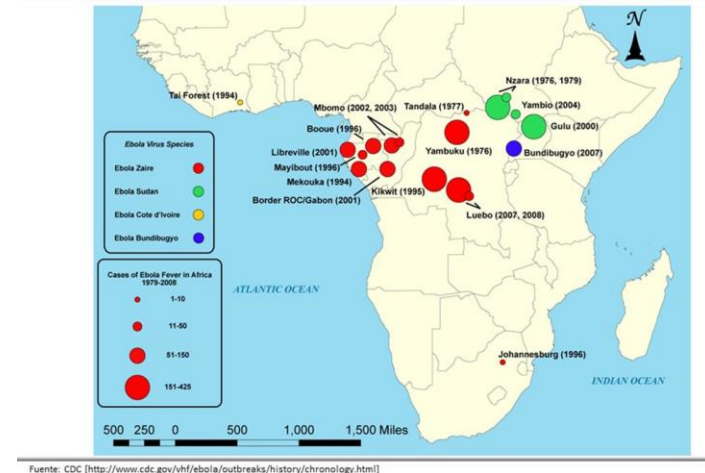 N
Nzara (1976, 1979)
Tai Forest (1994)
Mbomo (2002, 2003)
Tandala (1977)
Yambio (2004)
Booue (1996)
Gulu (2000)
Ebola Virus Species
Libreville (2001)
Yambuku (1976)
Bundibugyo (2007)
Ebola Zaire
Mayibout (1996)
Mekouka (1994)
Ebola Sudan
Kikwit (1995)
Border ROC/Gabon (2001)
Ebola Cote d'Ivoire
Luebo (2007, 2008)
Ebola Bundibugyo
Cases of Ebola Fever in Africa
1979-2008
ATLANTIC OCEAN
1-10
11-50
51-150
Johannesburg (1996)
151-425
INDIAN OCEAN
500 250 0 500 1,000 1,500 Miles
Fuente: CDC [http://www.cdc.gov/vhf/ebola/outbreaks/history/chronology.html]